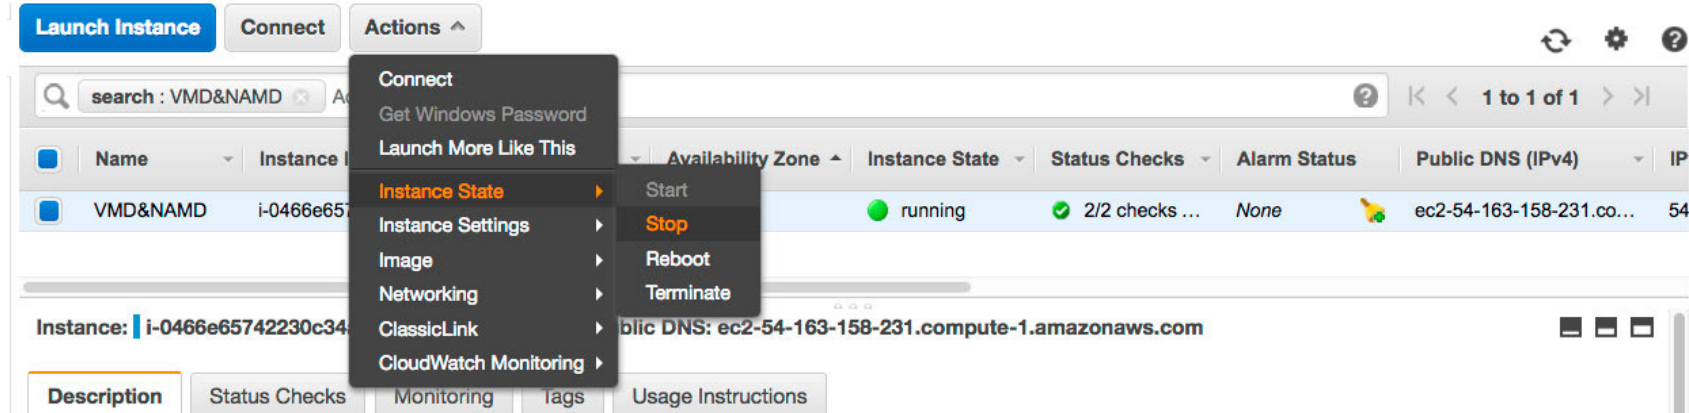 Launch Instance Connect Actions
Connect
Get Windows Password
Launch More Like This
Instance State
Instance Settings
Image
Networking
ClassicLink
CloudWatch Monitoring
Start
Stop
Reboot
Terminate
search : VMD&NAMD 1 to 1 of 1
Name Instance Availability Zone Instance State Status Checks Alarm Status Public DNS (IPv4) IP
VMD&NAMD i-0466e657 running 2/2 checks ... None ec2-54-163-158-231.co... 54
Instance: i-0466e65742230c34 blic DNS: ec2-54-163-158-231.compute-1.amazonaws.com
Description Status Checks Monitoring Tags Usage Instructions